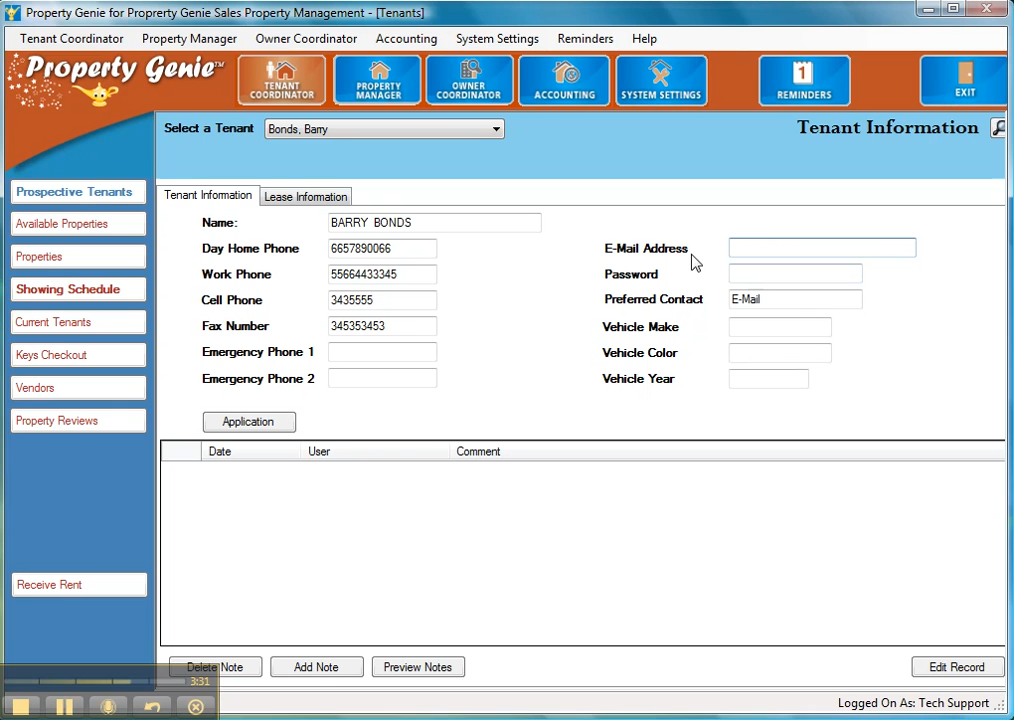 Property Genie for Proprerty Genie Sales Property Management - [Tenants]
Tenant Coordinator Property Manager Owner Coordinator Accounting System Settings Reminders Help
Property Genie™
TENANT COORDINATOR
PROPERTY MANAGER
OWNER COORDINATOR
ACCOUNTING
SYSTEM SETTINGS
1
REMINDERS
EXIT
Select a Tenant Bonds, Barry
Tenant Information
Prospective Tenants
Available Properties
Properties
Showing Schedule
Current Tenants
Keys Checkout
Vendors
Property Reviews
Receive Rent
Tenant Information Lease Information
Name: BARRY BONDS
Day Home Phone 6657890066
Work Phone 55664433345
Cell Phone 3435555
Fax Number 345353453
Emergency Phone 1
Emergency Phone 2
E-Mail Address
Password
Preferred Contact E-Mail
Vehicle Make
Vehicle Color
Vehicle Year
Application
Date User Comment
Delete Note Add Note Preview Notes Edit Record
3:31
Logged On As: Tech Support